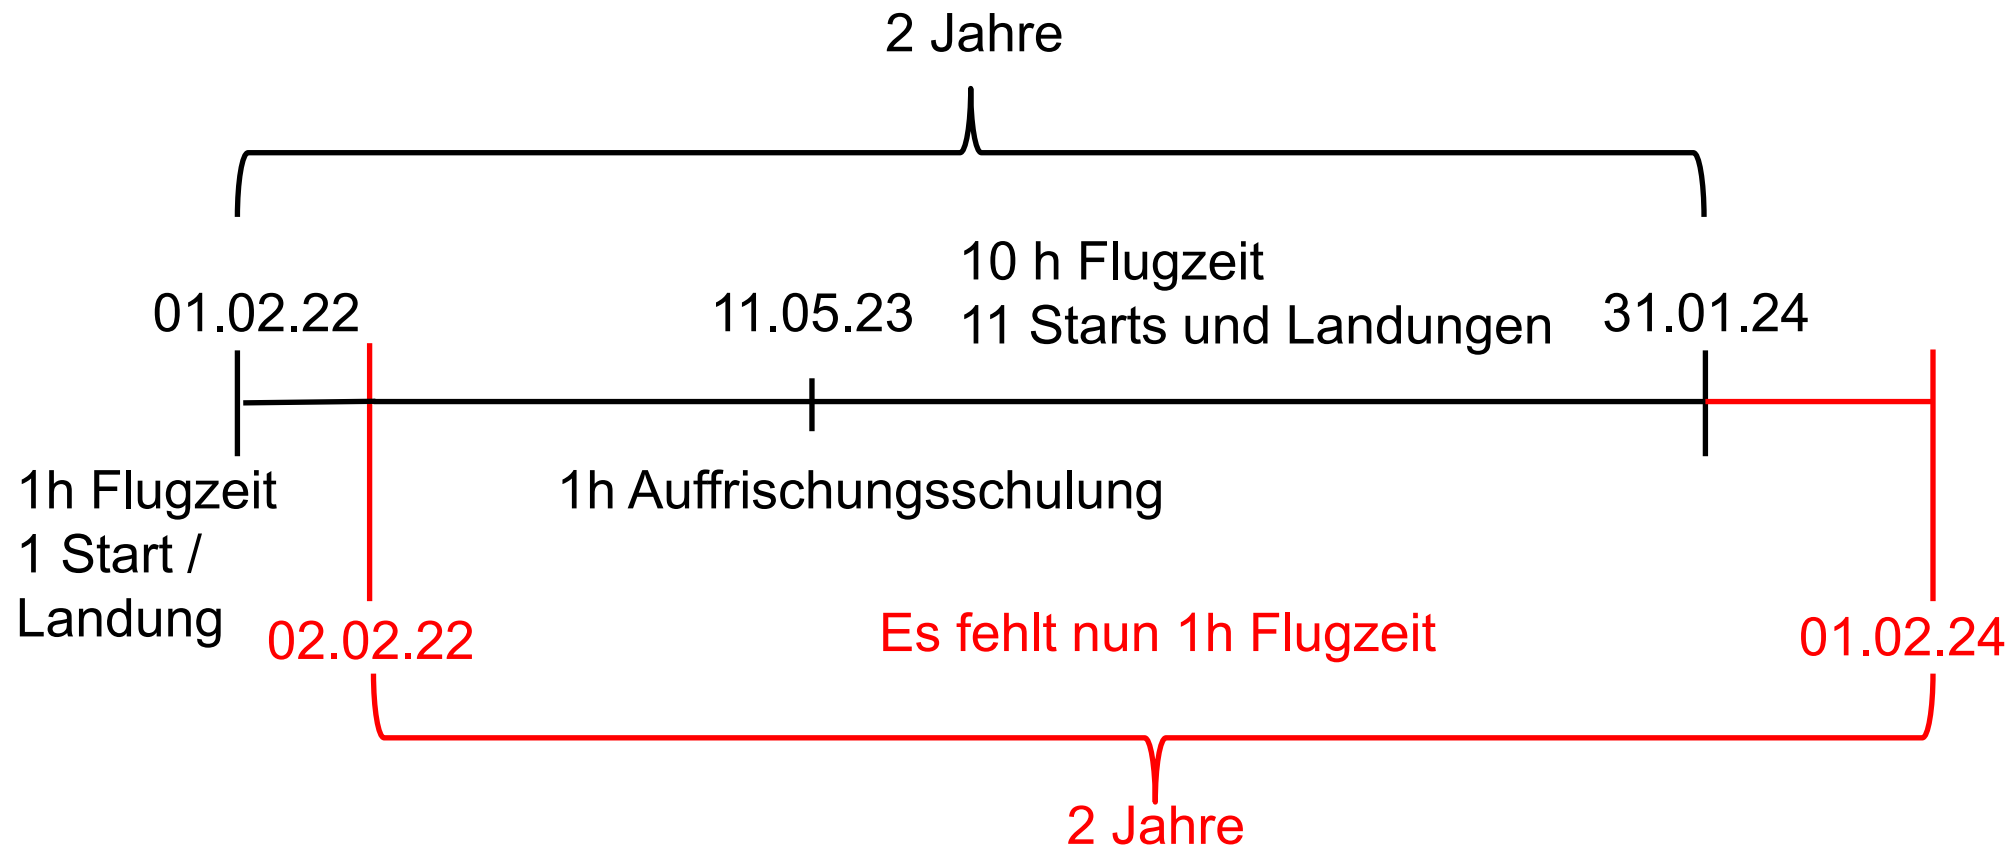 2 Jahre
10 h Flugzeit
11 Starts und Landungen
01.02.22
11.05.23
31.01.24
1h Flugzeit
1 Start /
Landung
1h Auffrischungsschulung
02.02.22
Es fehlt nun 1h Flugzeit
01.02.24
2 Jahre